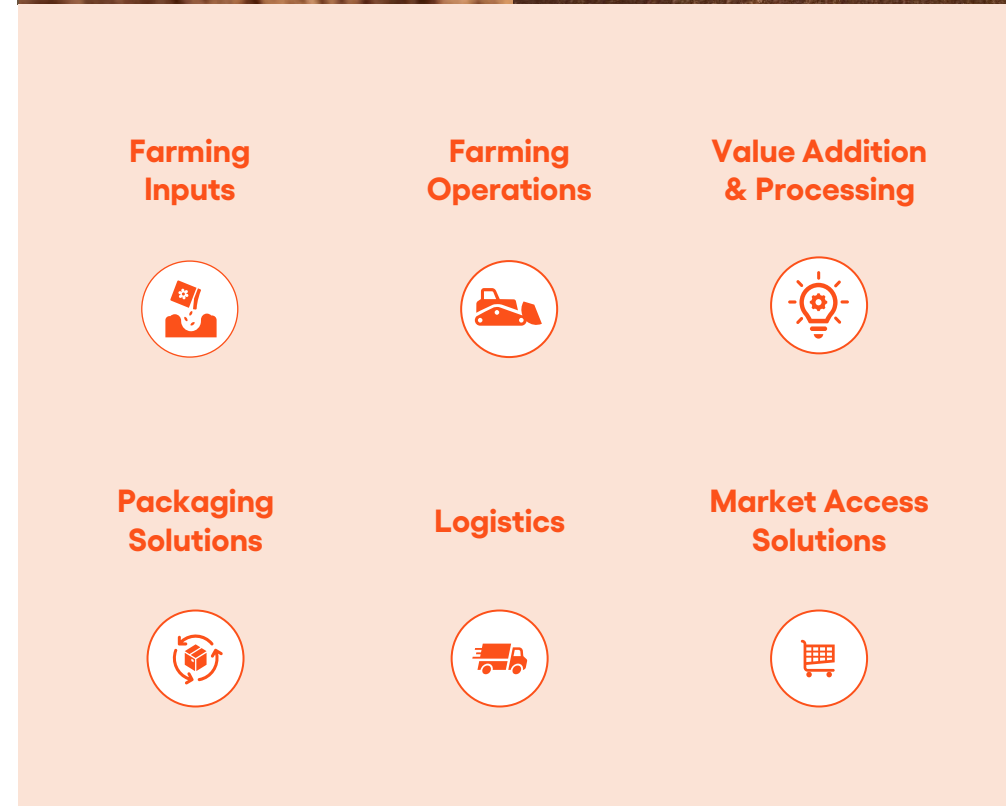 Farming
Inputs
Farming
Operations
Value Addition
& Processing
Packaging
Solutions
Logistics
Market Access
Solutions